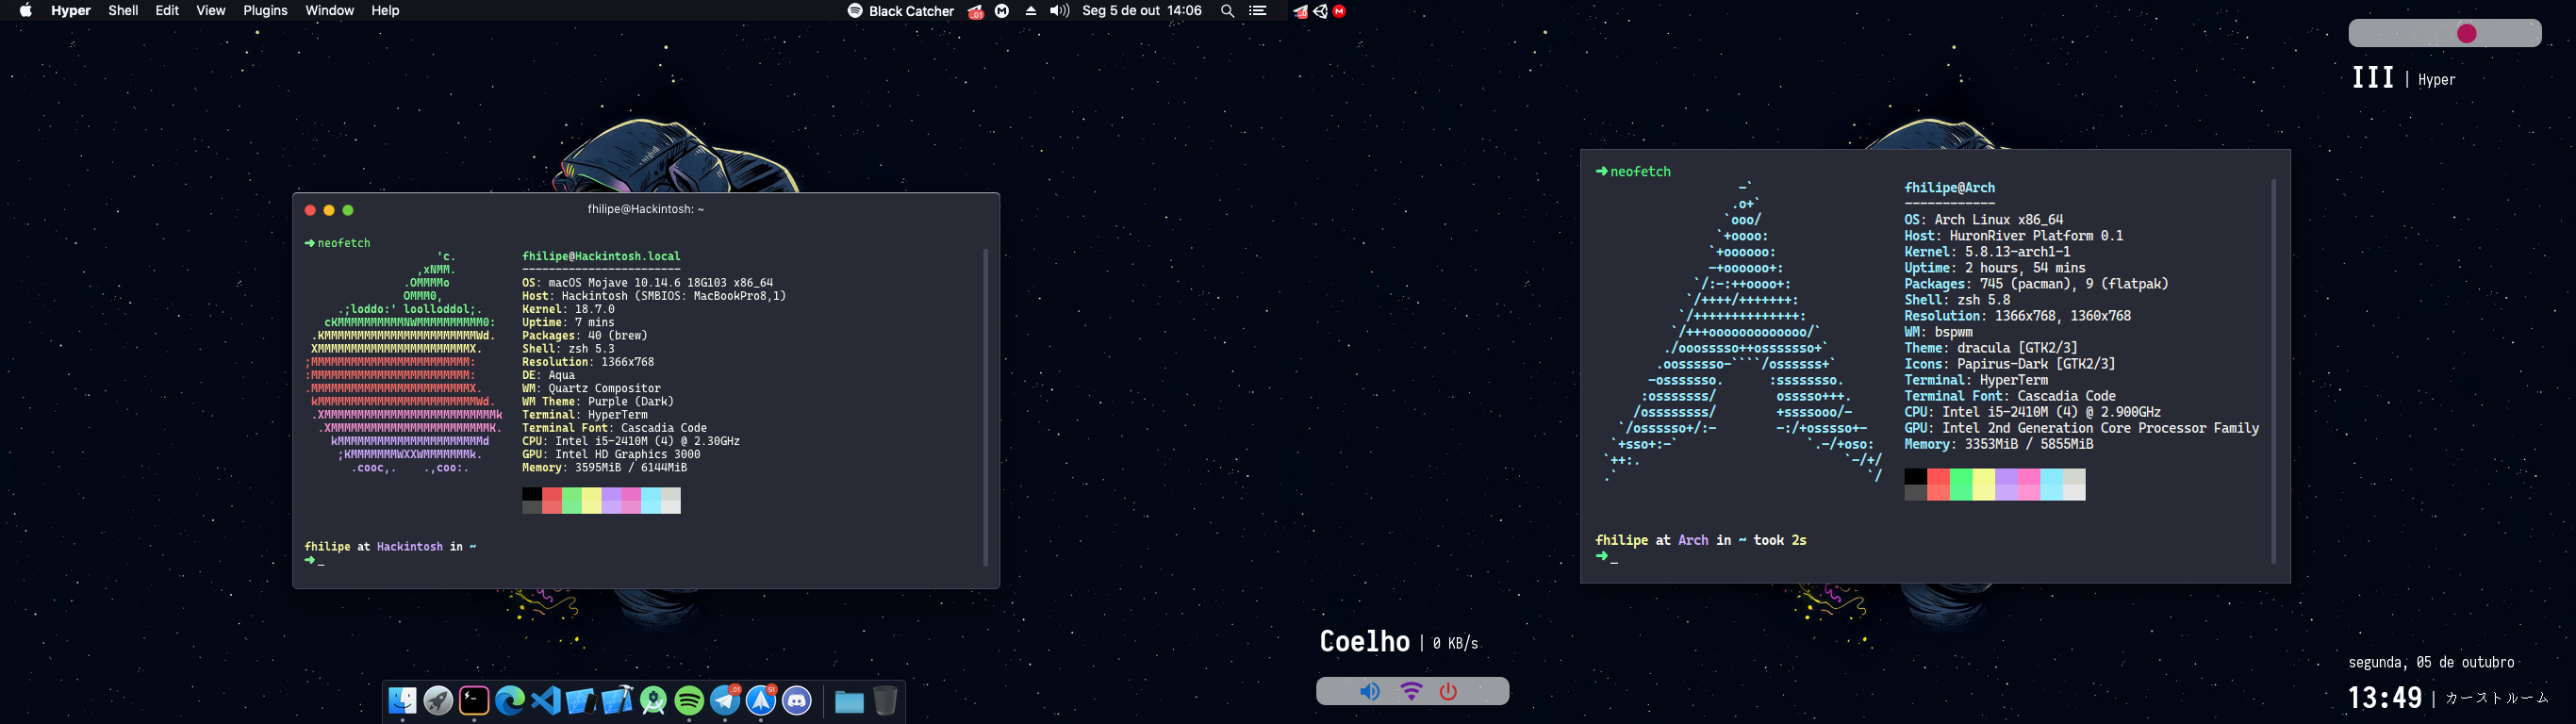 Hyper Shell Edit View Plugins Window Help
Black Catcher
Seg 5 de out 14:06
fhilipe@Hackintosh: ~
➜ neofetch
'c.
,xNMM.
.OMMMMo
OMMM0,
.;loddo:' loolloddol;.
cKMMMMMMMMMMNWMMMMMMMMMM0:
.KMMMMMMMMMMMMMMMMMMMMMMMWd.
XMMMMMMMMMMMMMMMMMMMMMMMX.
;MMMMMMMMMMMMMMMMMMMMMMMM:
:MMMMMMMMMMMMMMMMMMMMMMMM:
.MMMMMMMMMMMMMMMMMMMMMMMMX.
kMMMMMMMMMMMMMMMMMMMMMMMMWd.
.XMMMMMMMMMMMMMMMMMMMMMMMMMMk
.XMMMMMMMMMMMMMMMMMMMMMMMMK.
kMMMMMMMMMMMMMMMMMMMMMMd
;KMMMMMMMWXXWMMMMMMMk.
.cooc,. .,coo:.
fhilipe@Hackintosh.local
------------------------
OS: macOS Mojave 10.14.6 18G103 x86_64
Host: Hackintosh (SMBIOS: MacBookPro8,1)
Kernel: 18.7.0
Uptime: 7 mins
Packages: 40 (brew)
Shell: zsh 5.3
Resolution: 1366x768
DE: Aqua
WM: Quartz Compositor
WM Theme: Purple (Dark)
Terminal: HyperTerm
Terminal Font: Cascadia Code
CPU: Intel i5-2410M (4) @ 2.30GHz
GPU: Intel HD Graphics 3000
Memory: 3595MiB / 6144MiB
fhilipe at Hackintosh in ~
➜ _
III | Hyper
➜ neofetch
-`
.o+`
`ooo/
`+oooo:
`+oooooo:
-+oooooo+:
`/:-:++oooo+:
`/++++/+++++++:
`/++++++++++++++:
`/+++ooooooooooooo/`
./ooosssso++osssssso+`
.oossssso-````/ossssss+`
-osssssso.      :ssssssso.
:osssssss/        osssso+++.
/ossssssss/        +ssssooo/-
`/ossssso+/:-        -:/+osssso+-
`+sso+:-`                 `.-/+oso:
`++:.                           `-/+/
.`                                 `/
fhilipe@Arch
------------
OS: Arch Linux x86_64
Host: HuronRiver Platform 0.1
Kernel: 5.8.13-arch1-1
Uptime: 2 hours, 54 mins
Packages: 745 (pacman), 9 (flatpak)
Shell: zsh 5.8
Resolution: 1366x768, 1360x768
WM: bspwm
Theme: dracula [GTK2/3]
Icons: Papirus-Dark [GTK2/3]
Terminal: HyperTerm
Terminal Font: Cascadia Code
CPU: Intel i5-2410M (4) @ 2.900GHz
GPU: Intel 2nd Generation Core Processor Family
Memory: 3353MiB / 5855MiB
fhilipe at Arch in ~ took 2s
➜ _
Coelho | 0 KB/s
segunda, 05 de outubro
13:49 | カーストルーム